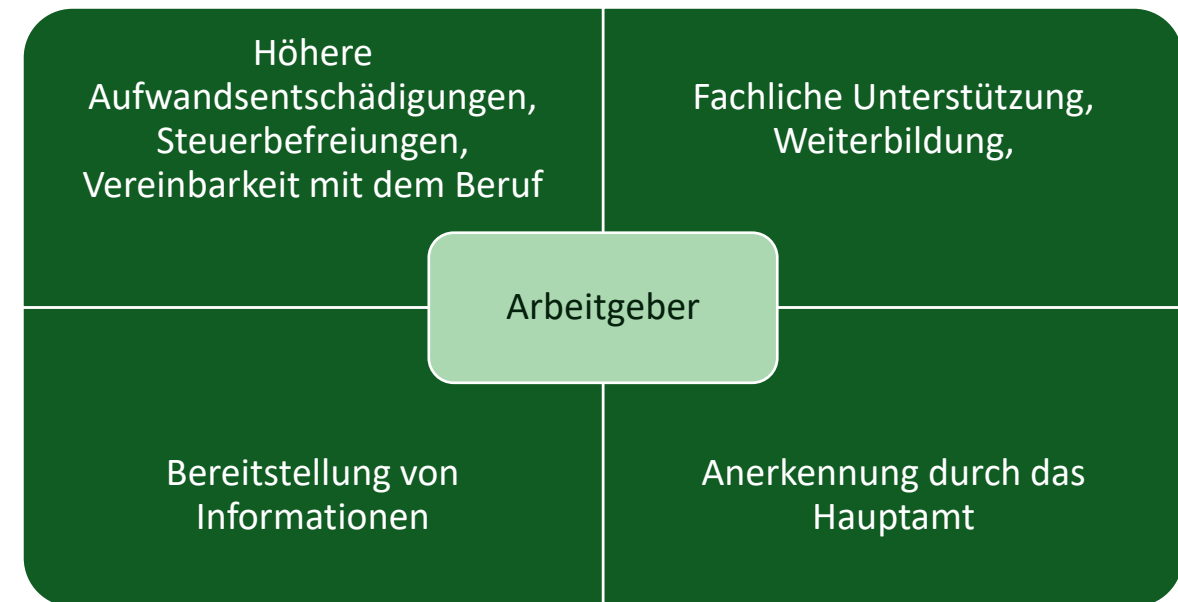 Höhere
Aufwandsentschädigungen,
Steuerbefreiungen,
Vereinbarkeit mit dem Beruf
Fachliche Unterstützung,
Weiterbildung,
Arbeitgeber
Bereitstellung von
Informationen
Anerkennung durch das
Hauptamt